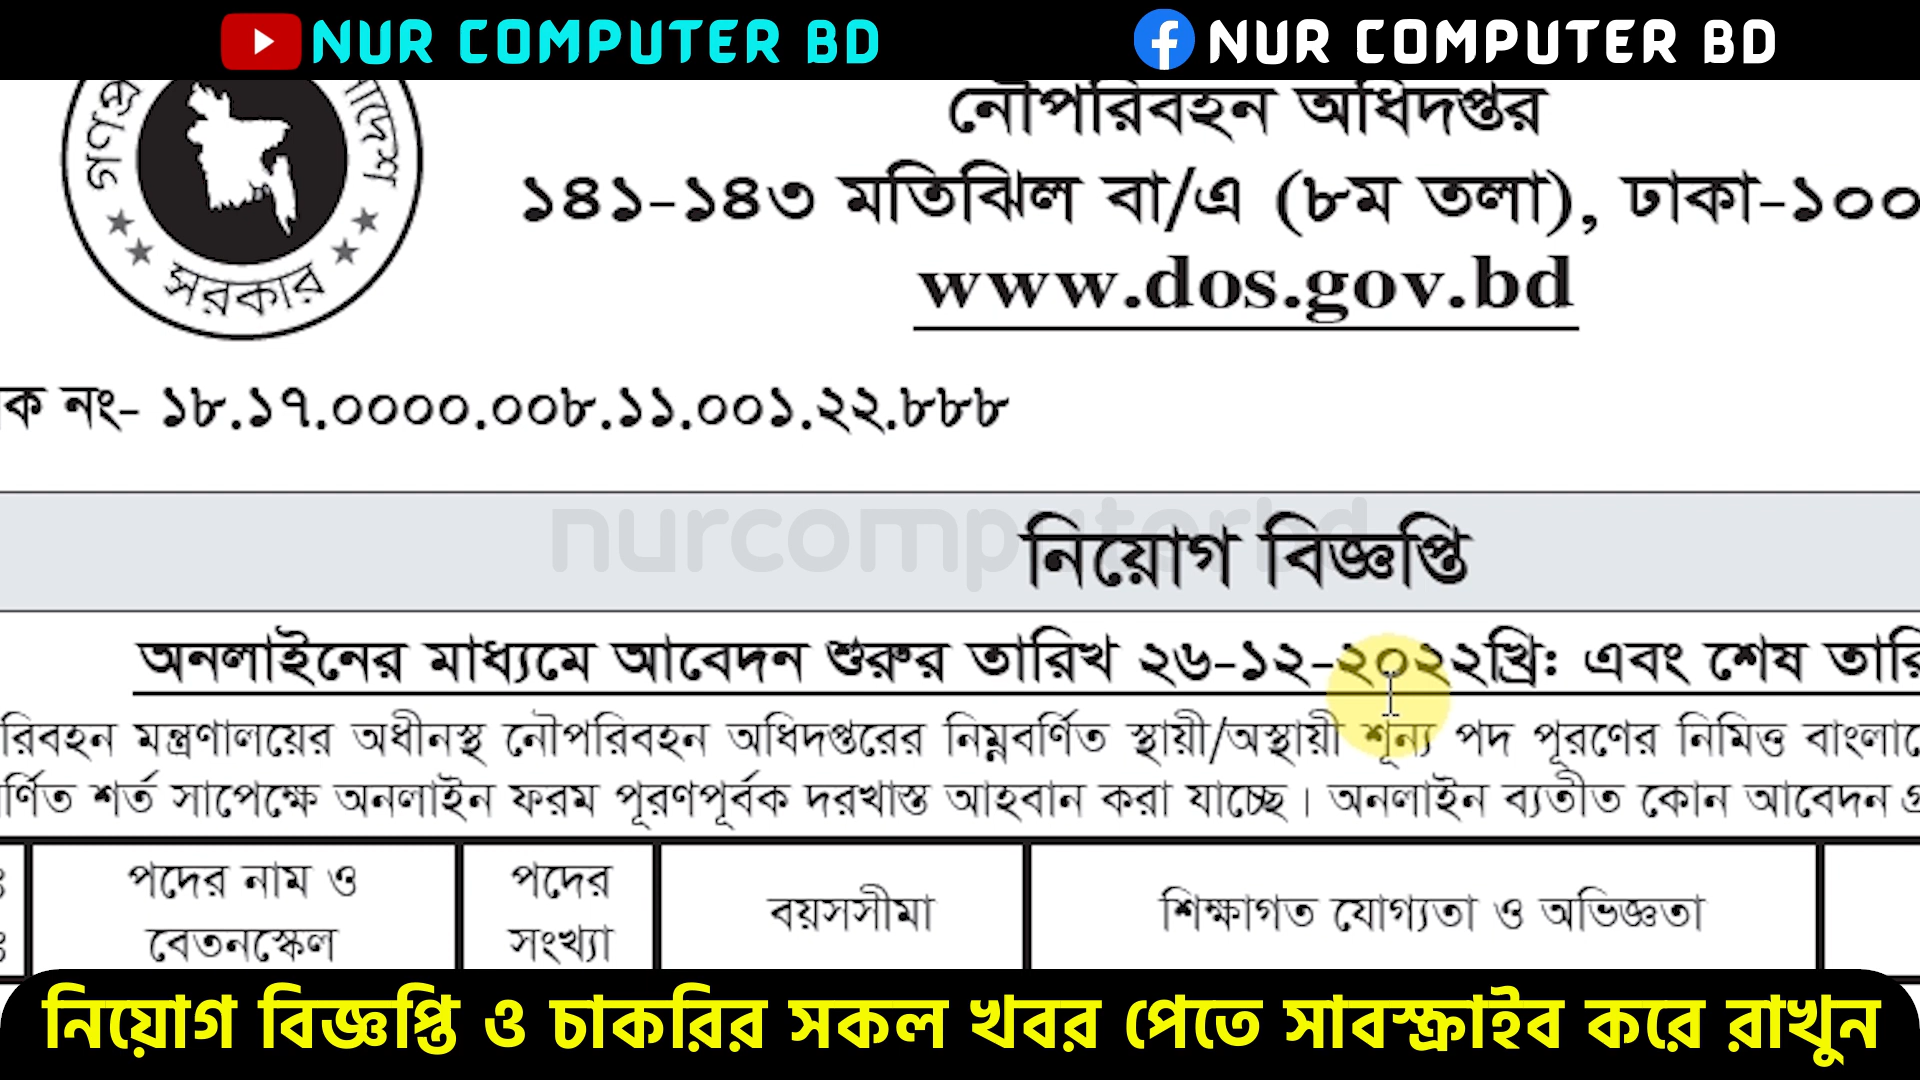 NUR COMPUTER BD
NUR COMPUTER BD
নৌপরিবহন অধিদপ্তর
১৪১-১৪৩ মতিঝিল বা/এ (৮ম তলা), ঢাকা-১০০
www.dos.gov.bd
সরকার
ক নং- ১৮.১৭.০০০০.০০৮.১১.০০১.২২.৮৮৮
nurcomputerbd
নিয়োগ বিজ্ঞপ্তি
অনলাইনের মাধ্যমে আবেদন শুরুর তারিখ ২৬-১২-২০২২খ্রি: এবং শেষ তারি
রিবহন মন্ত্রণালয়ের অধীনস্থ নৌপরিবহন অধিদপ্তরের নিম্নবর্ণিত স্থায়ী/অস্থায়ী শূন্য পদ পূরণের নিমিত্ত বাংলাদে
র্ণিত শর্ত সাপেক্ষে অনলাইন ফরম পূরণপূর্বক দরখাস্ত আহবান করা যাচ্ছে। অনলাইন ব্যতীত কোন আবেদন গ্র
পদের নাম ও
বেতনস্কেল
পদের
সংখ্যা
বয়সসীমা
শিক্ষাগত যোগ্যতা ও অভিজ্ঞতা
নিয়োগ বিজ্ঞপ্তি ও চাকরির সকল খবর পেতে সাবস্ক্রাইব করে রাখুন